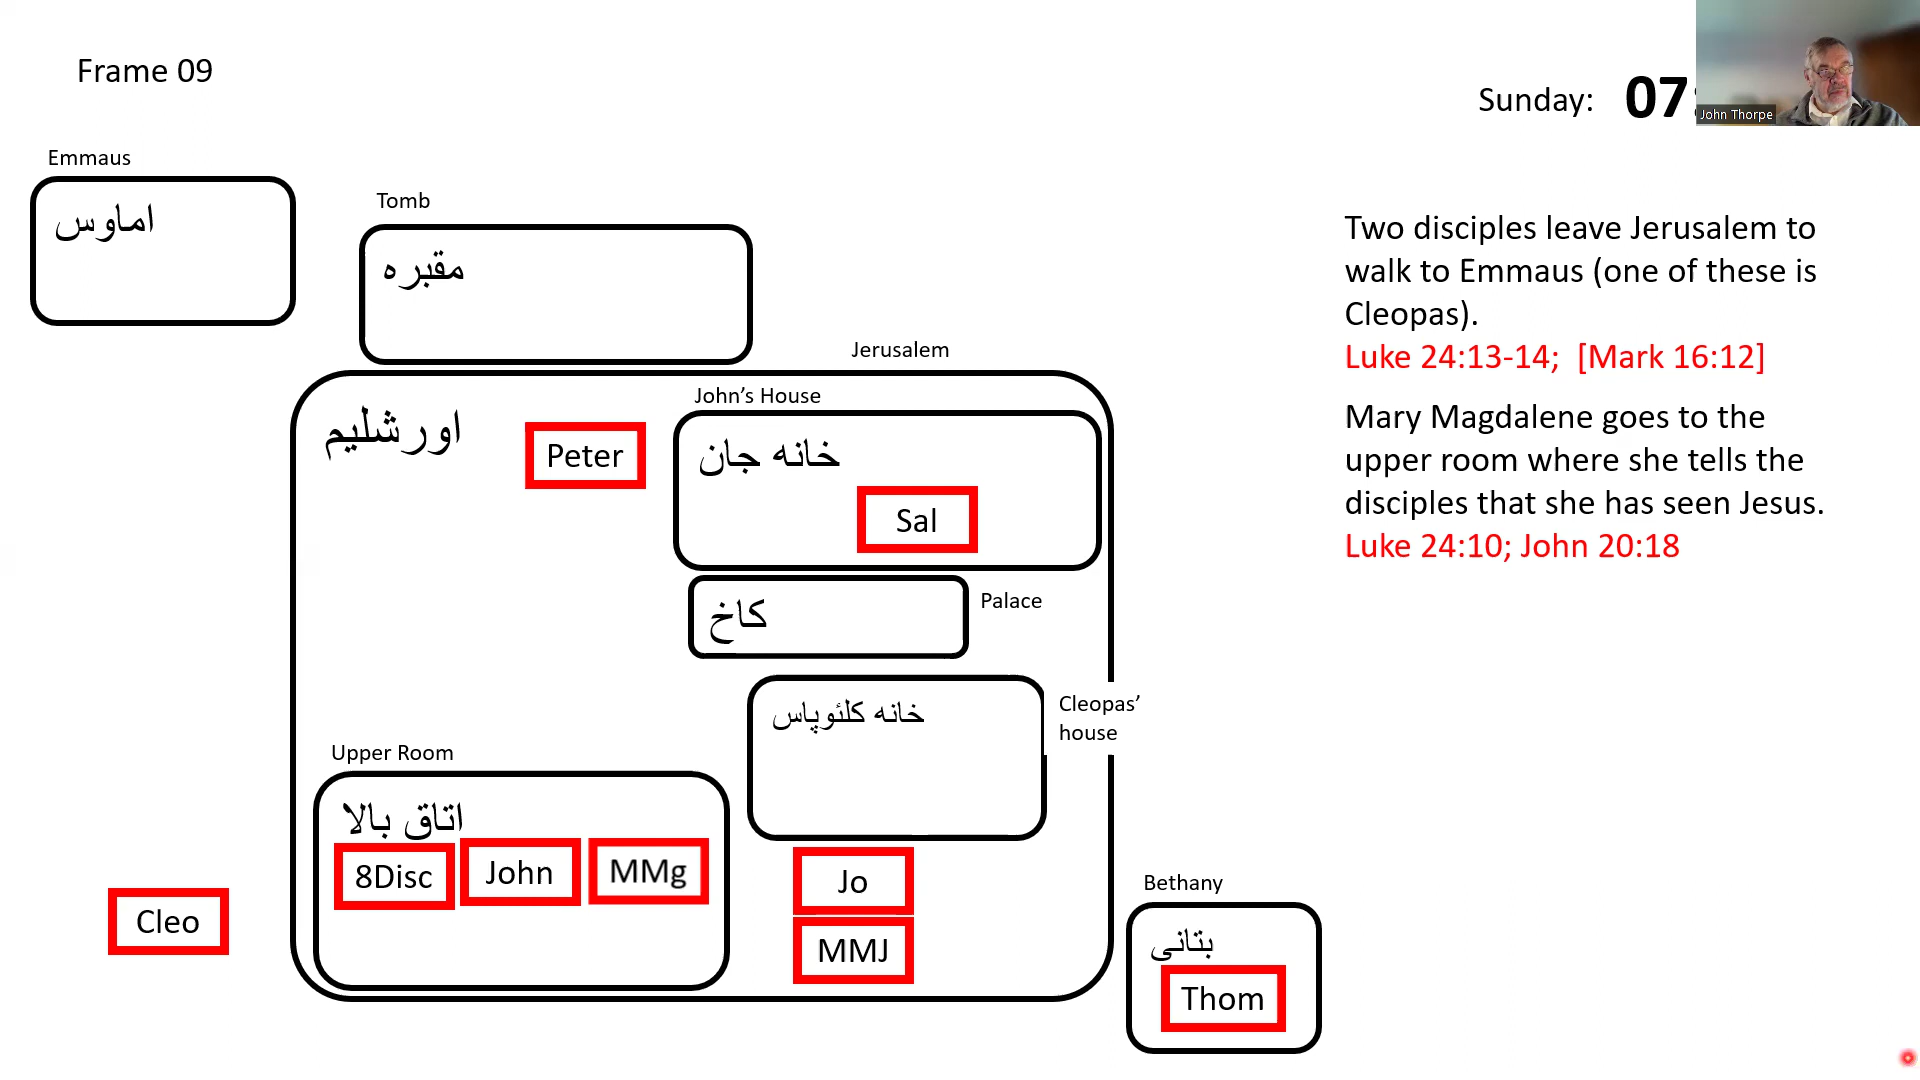 Frame 09
Sunday: 07:
John Thorpe
Emmaus
اماوس
Tomb
مقبره
Jerusalem
اورشلیم
Peter
John's House
خانه جان
Sal
کاخ
Palace
خانه کلئوپاس
Cleopas'
house
Upper Room
اتاق بالا
8Disc
John
MMg
Jo
MMJ
Cleo
Bethany
بتانی
Thom
Two disciples leave Jerusalem to
walk to Emmaus (one of these is
Cleopas).
Luke 24:13-14; [Mark 16:12]
Mary Magdalene goes to the
upper room where she tells the
disciples that she has seen Jesus.
Luke 24:10; John 20:18